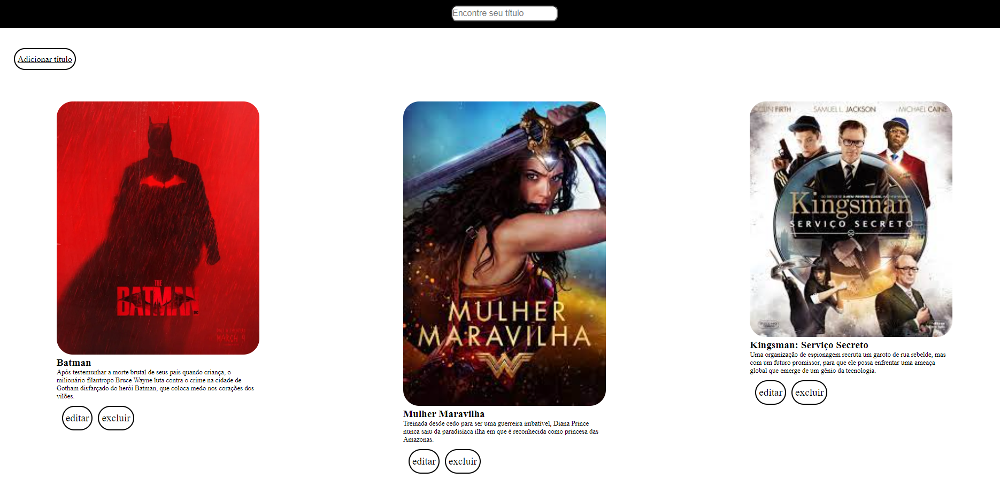 Encontre seu título
Adicionar título
THE
BATMAN
DC
MARCH 4
Batman
Após testemunhar a morte brutal de seus pais quando criança, o
milionário filantropo Bruce Wayne luta contra o crime na cidade de
Gotham disfarçado do herói Batman, que coloca medo nos corações dos
vilões.
editar excluir
MULHER
MARAVILHA
Mulher Maravilha
Treinada desde cedo para ser uma guerreira imbatível, Diana Prince
nunca saiu da paradisíaca ilha em que é reconhecida como princesa das
Amazonas.
editar excluir
COLIN FIRTH SAMUEL L. JACKSON MICHAEL CAINE
Kingsman
SERVIÇO SECRETO
Kingsman: Serviço Secreto
Uma organização de espionagem recruta um garoto de rua rebelde, mas
com um futuro promissor, para que ele possa enfrentar uma ameaça
global que emerge de um gênio da tecnologia.
editar excluir